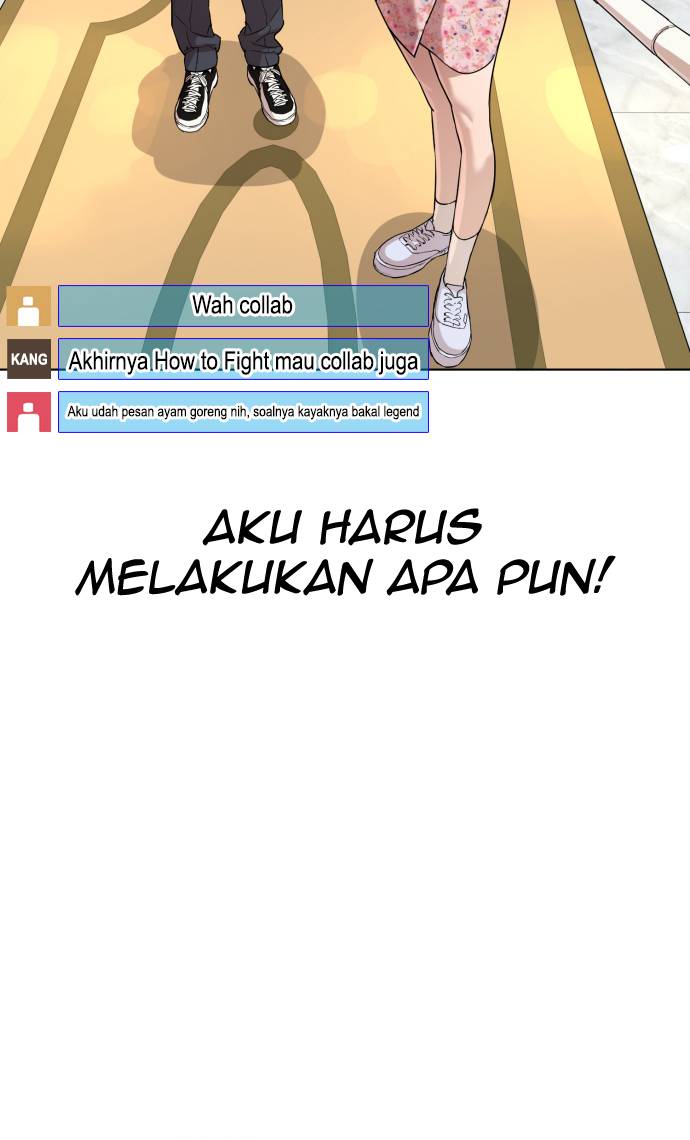 Wah collab
KANG
Akhirnya How to Fight mau collab juga
Aku udah pesan ayam goreng nih, soalnya kayaknya bakal legend
AKU HARUS
MELAKUKAN APA PUN!